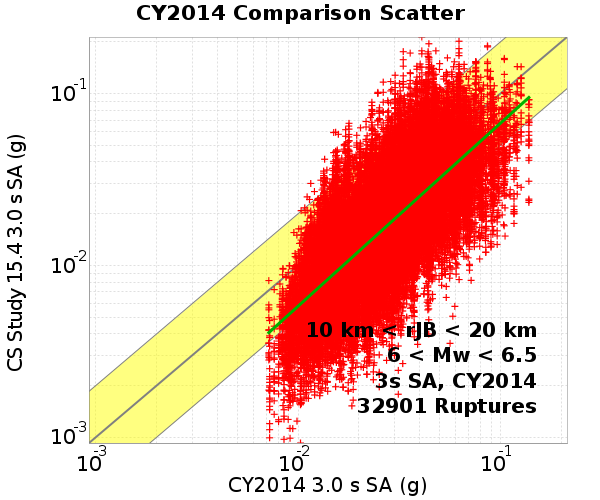 CY2014 Comparison Scatter
CS Study 15.4 3.0 s SA (g)
10⁻¹
10⁻²
10⁻³
10 km < rJB < 20 km
6 < Mw < 6.5
3s SA, CY2014
32901 Ruptures
10⁻³ 10⁻² 10⁻¹
CY2014 3.0 s SA (g)